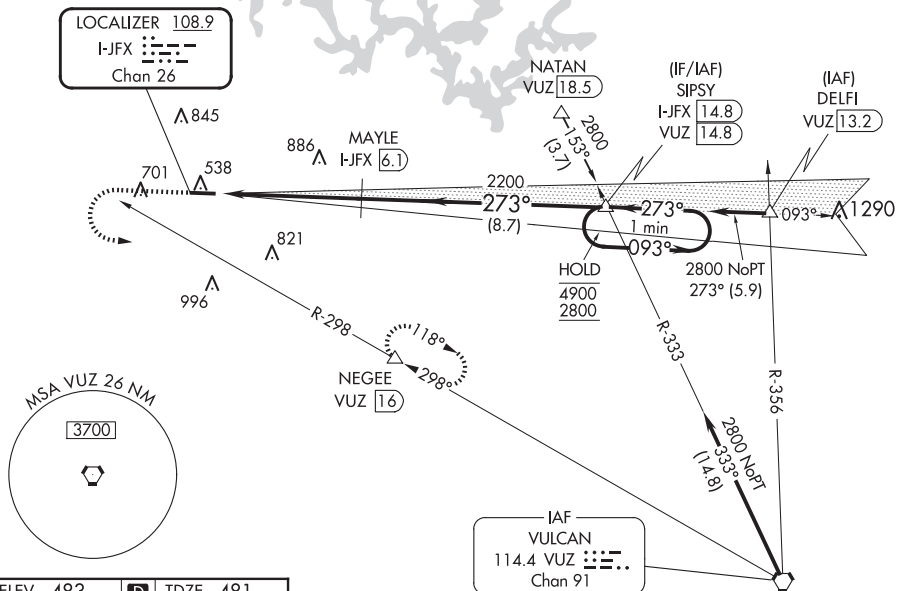 LOCALIZER 108.9
I-JFX
Chan 26
845
701
538
886
MAYLE
I-JFX 6.1
NATAN
VUZ 18.5
2800
153°
(3.7)
(IF/IAF)
SIPSY
I-JFX 14.8
VUZ 14.8
(IAF)
DELFI
VUZ 13.2
2200
273°
(8.7)
273°
1 min
093°
093°
1290
HOLD
4900
2800
2800 NoPT
273° (5.9)
821
996
R-298
118°
298°
NEGEE
VUZ 16
R-333
R-356
2800 NoPT
333°
(14.8)
MSA VUZ 26 NM
3700
IAF
VULCAN
114.4 VUZ
Chan 91
ELEV 483 D TDZE 481